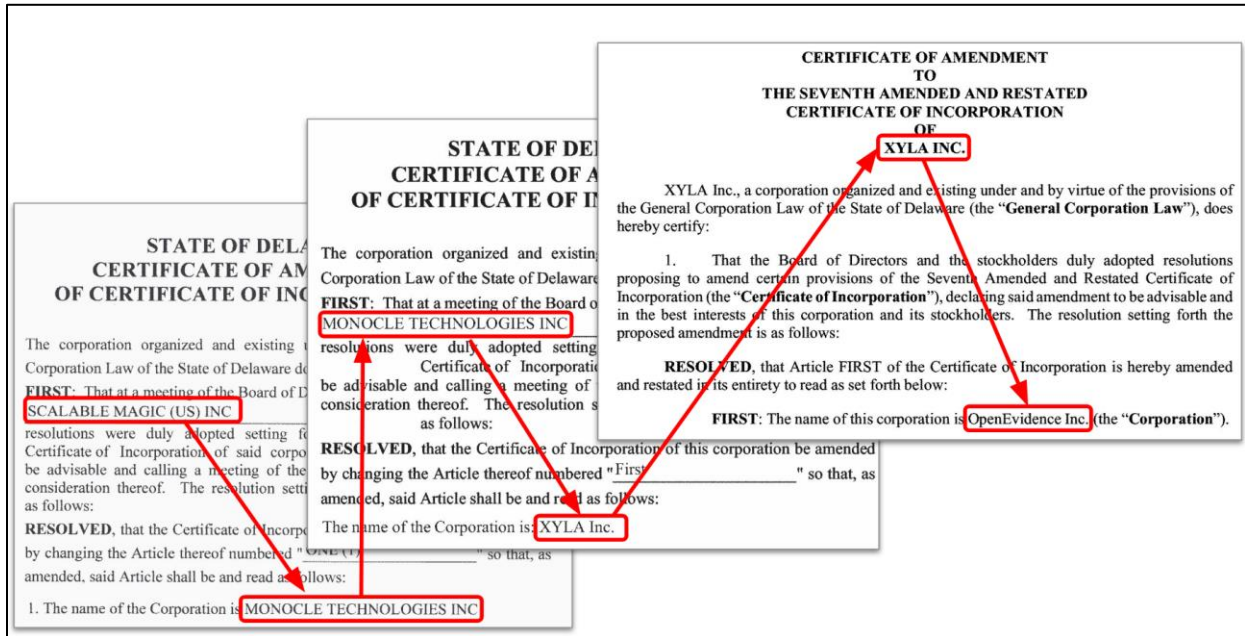 STATE OF DELA
CERTIFICATE OF AM
OF CERTIFICATE OF INC
The corporation organized and existing
Corporation Law of the State of Delaware do
FIRST: That at a meeting of the Board of D
SCALABLE MAGIC (US) INC
resolutions were duly adopted setting fo
Certificate of Incorporation of said corpo
be advisable and calling a meeting of the
consideration thereof. The resolution setti
as follows:
RESOLVED, that the Certificate of Incorpo
by changing the Article thereof numbered "ONE (1)" so that, as
amended, said Article shall be and read as follows:
1. The name of the Corporation is MONOCLE TECHNOLOGIES INC
STATE OF DE
CERTIFICATE OF A
OF CERTIFICATE OF IN
The corporation organized and existin
Corporation Law of the State of Delaware
FIRST: That at a meeting of the Board o
MONOCLE TECHNOLOGIES INC
resolutions were duly adopted setting
Certificate of Incorporatio
be advisable and calling a meeting of
consideration thereof. The resolution s
as follows:
RESOLVED, that the Certificate of Incorporation of this corporation be amended
by changing the Article thereof numbered "First" so that, as
amended, said Article shall be and read as follows:
The name of the Corporation is: XYLA Inc.
CERTIFICATE OF AMENDMENT
TO
THE SEVENTH AMENDED AND RESTATED
CERTIFICATE OF INCORPORATION
OF
XYLA INC.
XYLA Inc., a corporation organized and existing under and by virtue of the provisions of
the General Corporation Law of the State of Delaware (the “General Corporation Law”), does
hereby certify:
1. That the Board of Directors and the stockholders duly adopted resolutions
proposing to amend certain provisions of the Seventh Amended and Restated Certificate of
Incorporation (the “Certificate of Incorporation”), declaring said amendment to be advisable and
in the best interests of this corporation and its stockholders. The resolution setting forth the
proposed amendment is as follows:
RESOLVED, that Article FIRST of the Certificate of Incorporation is hereby amended
and restated in its entirety to read as set forth below:
FIRST: The name of this corporation is OpenEvidence Inc. (the “Corporation”).